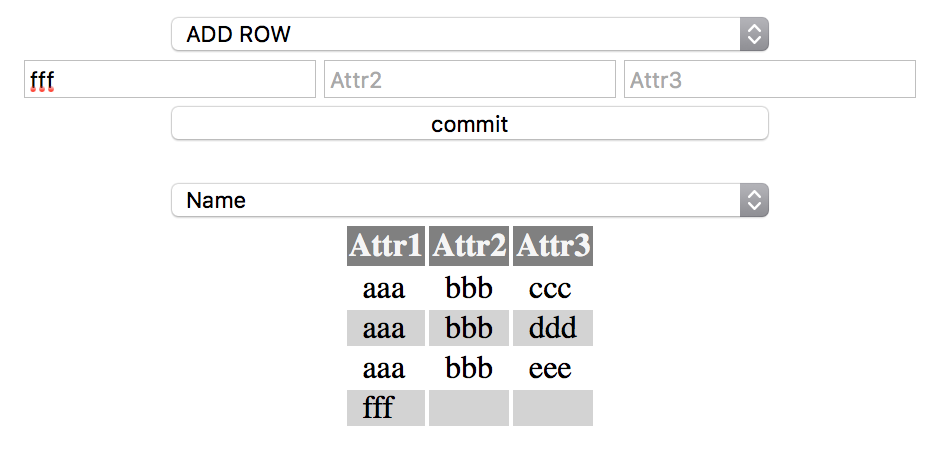 ADD ROW
fff Attr2 Attr3
commit
Name
Attr1 Attr2 Attr3
aaa bbb ccc
aaa bbb ddd
aaa bbb eee
fff